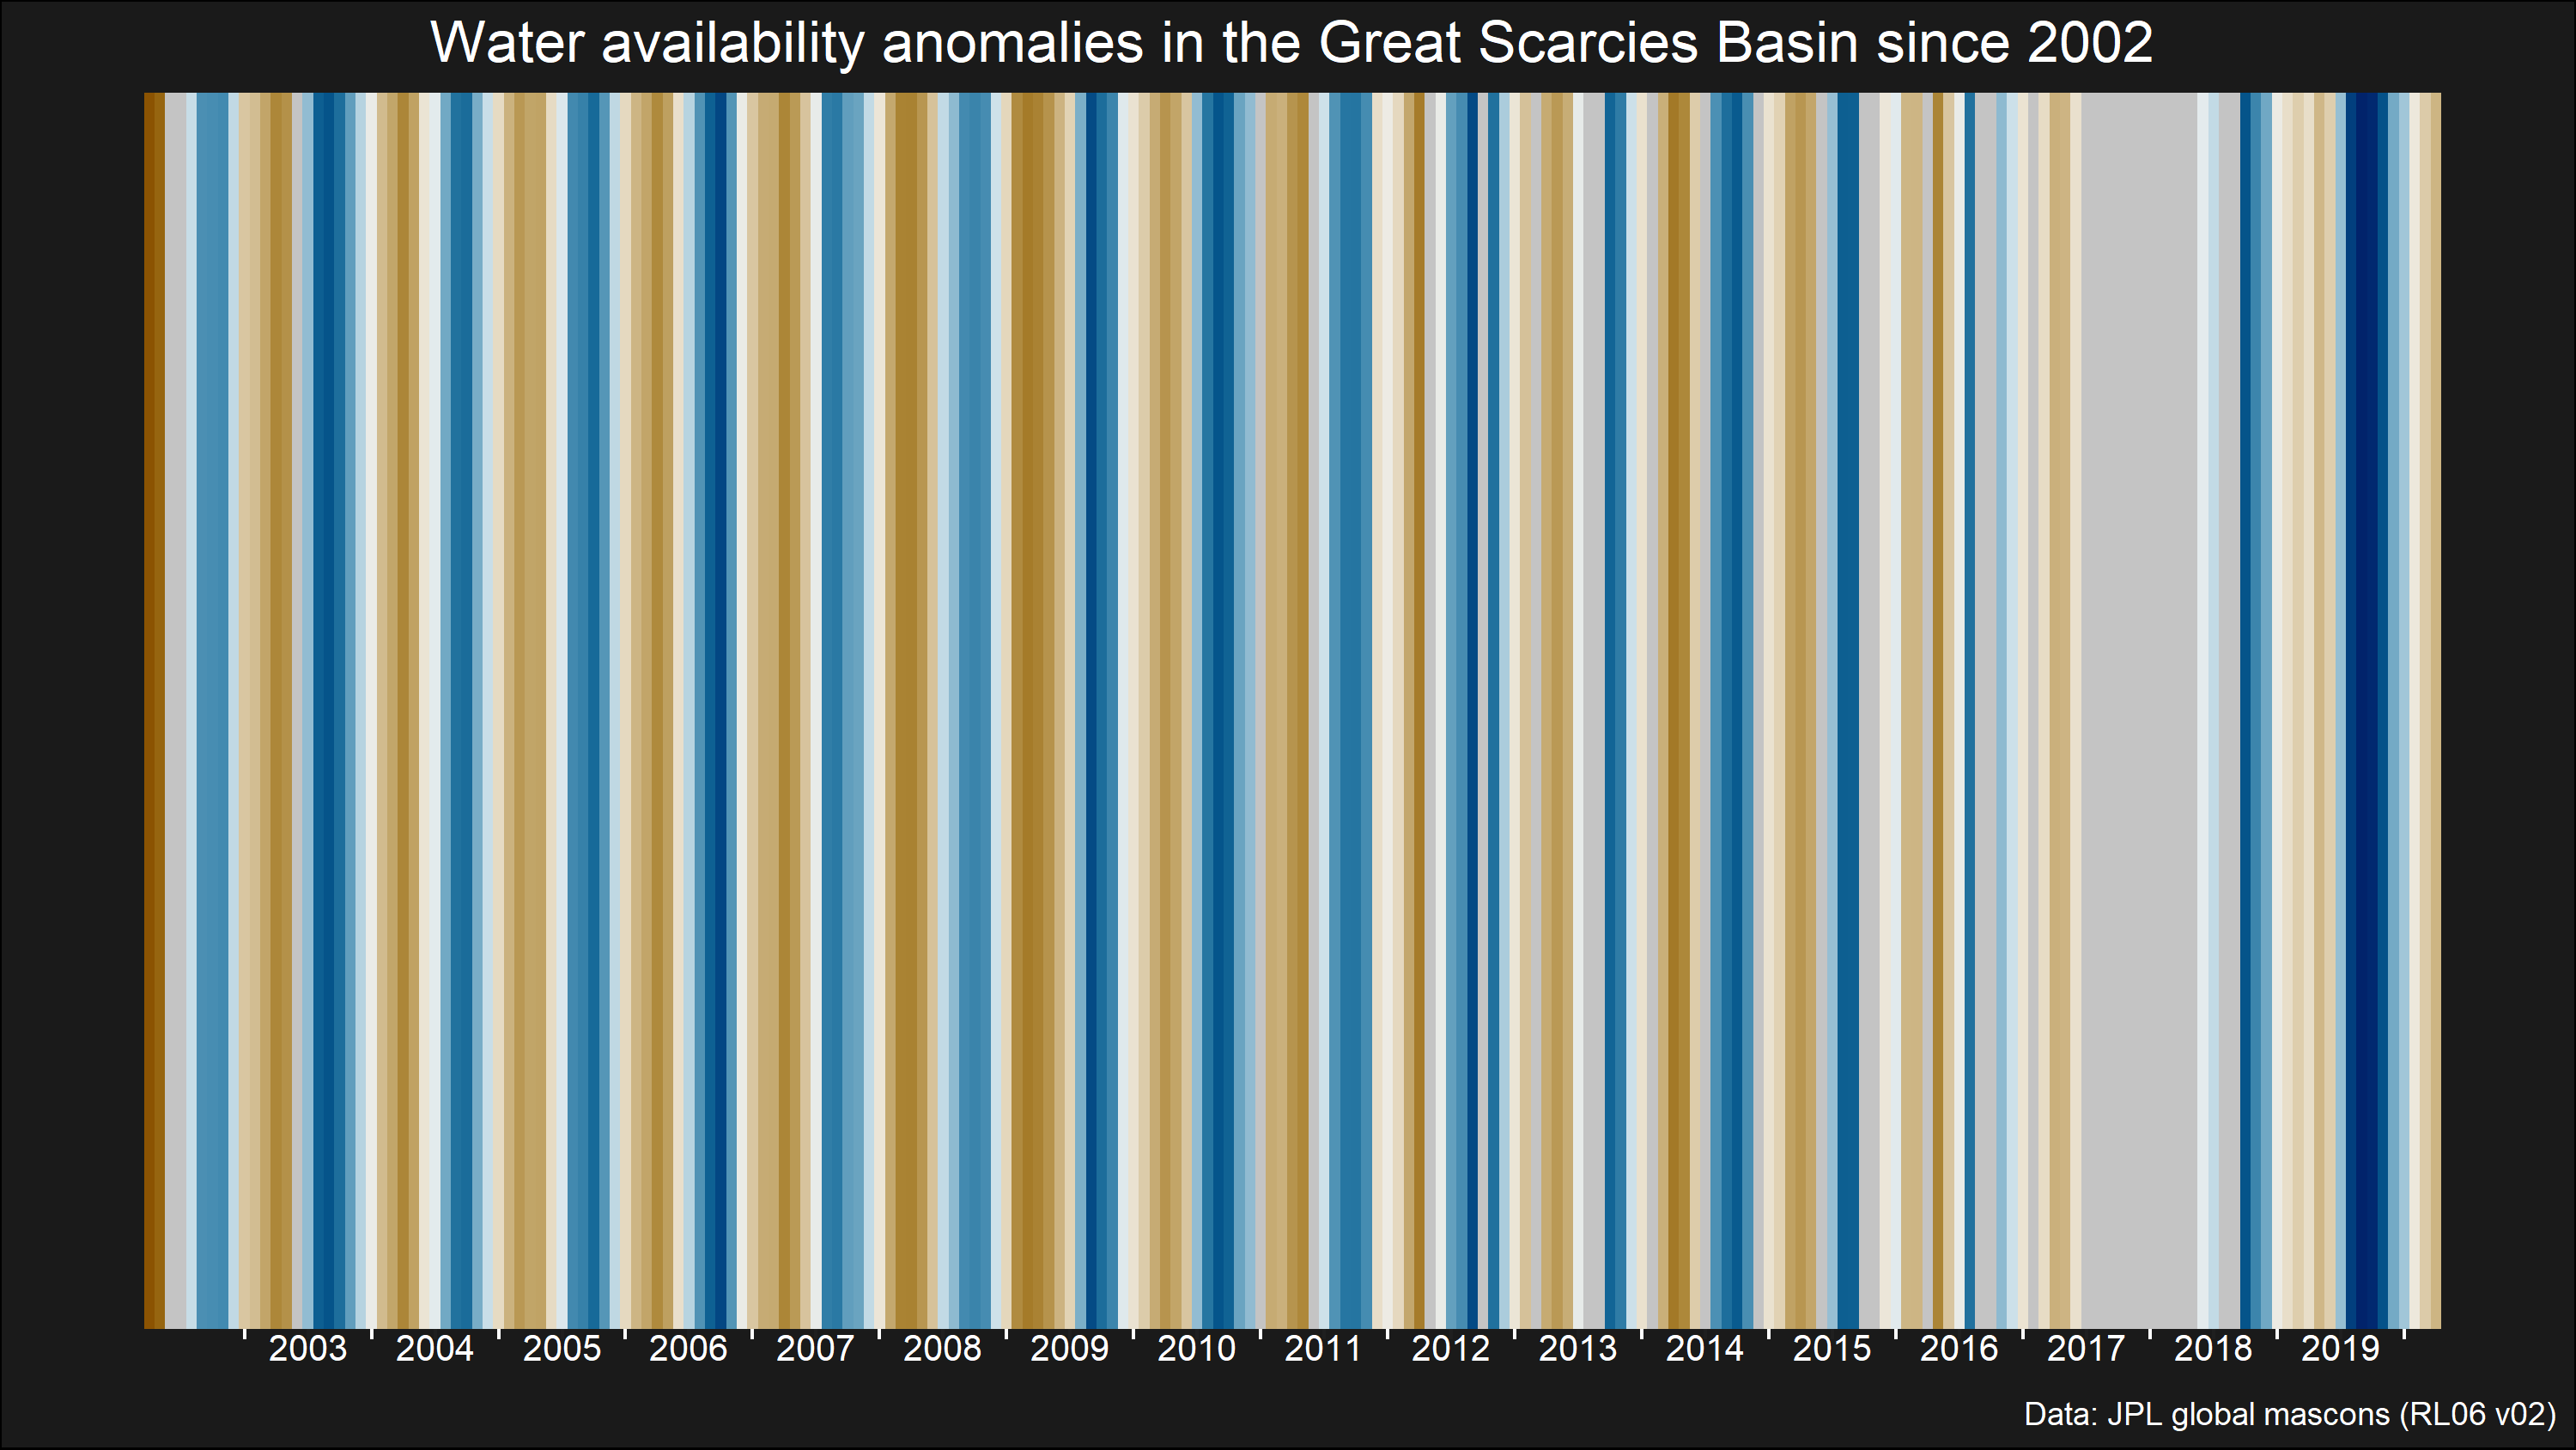 Water availability anomalies in the Great Scarcies Basin since 2002
2003 2004 2005 2006 2007 2008 2009 2010 2011 2012 2013 2014 2015 2016 2017 2018 2019
Data: JPL global mascons (RL06 v02)